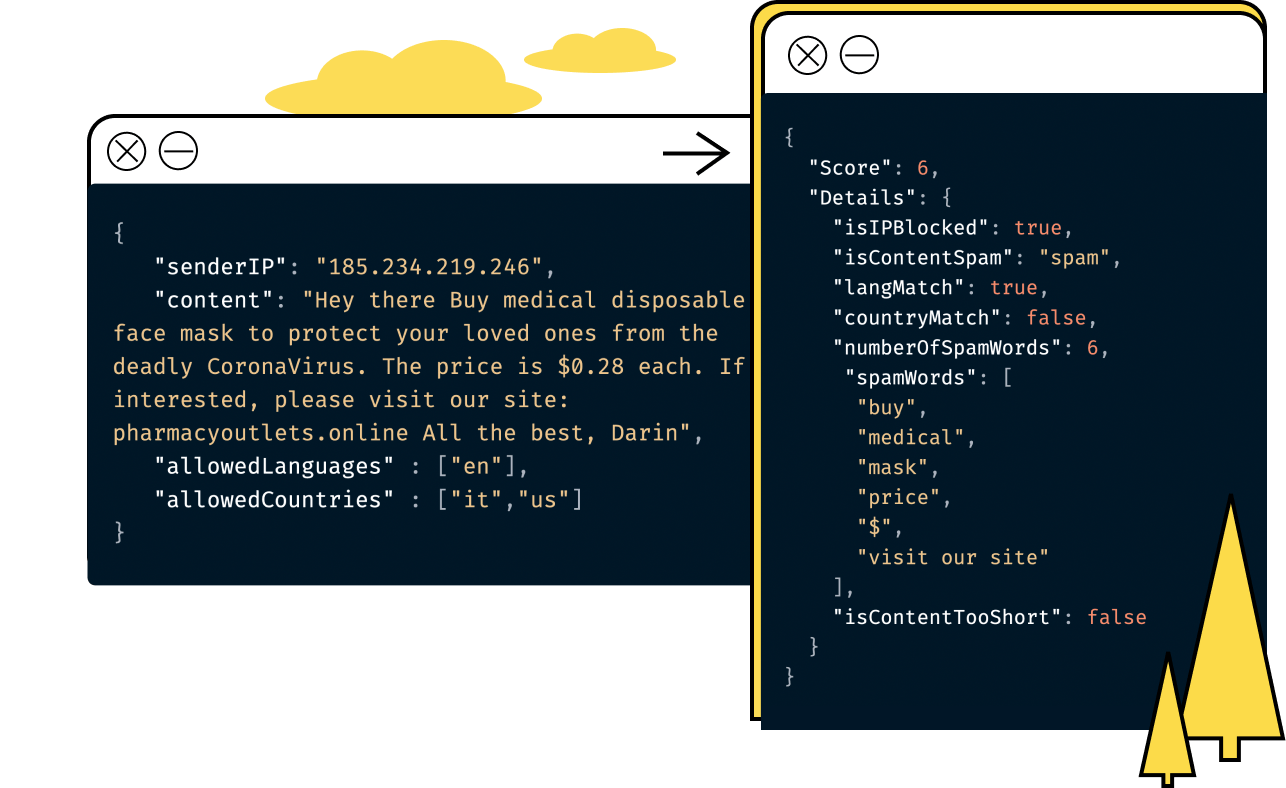 {
"senderIP": "185.234.219.246",
"content": "Hey there Buy medical disposable
face mask to protect your loved ones from the
deadly CoronaVirus. The price is $0.28 each. If
interested, please visit our site:
pharmacyoutlets.online All the best, Darin",
"allowedLanguages" : ["en"],
"allowedCountries" : ["it","us"]
}
{
"Score": 6,
"Details": {
"isIPBlocked": true,
"isContentSpam": "spam",
"langMatch": true,
"countryMatch": false,
"numberOfSpamWords": 6,
"spamWords": [
"buy",
"medical",
"mask",
"price",
"$",
"visit our site"
],
"isContentTooShort": false
}
}